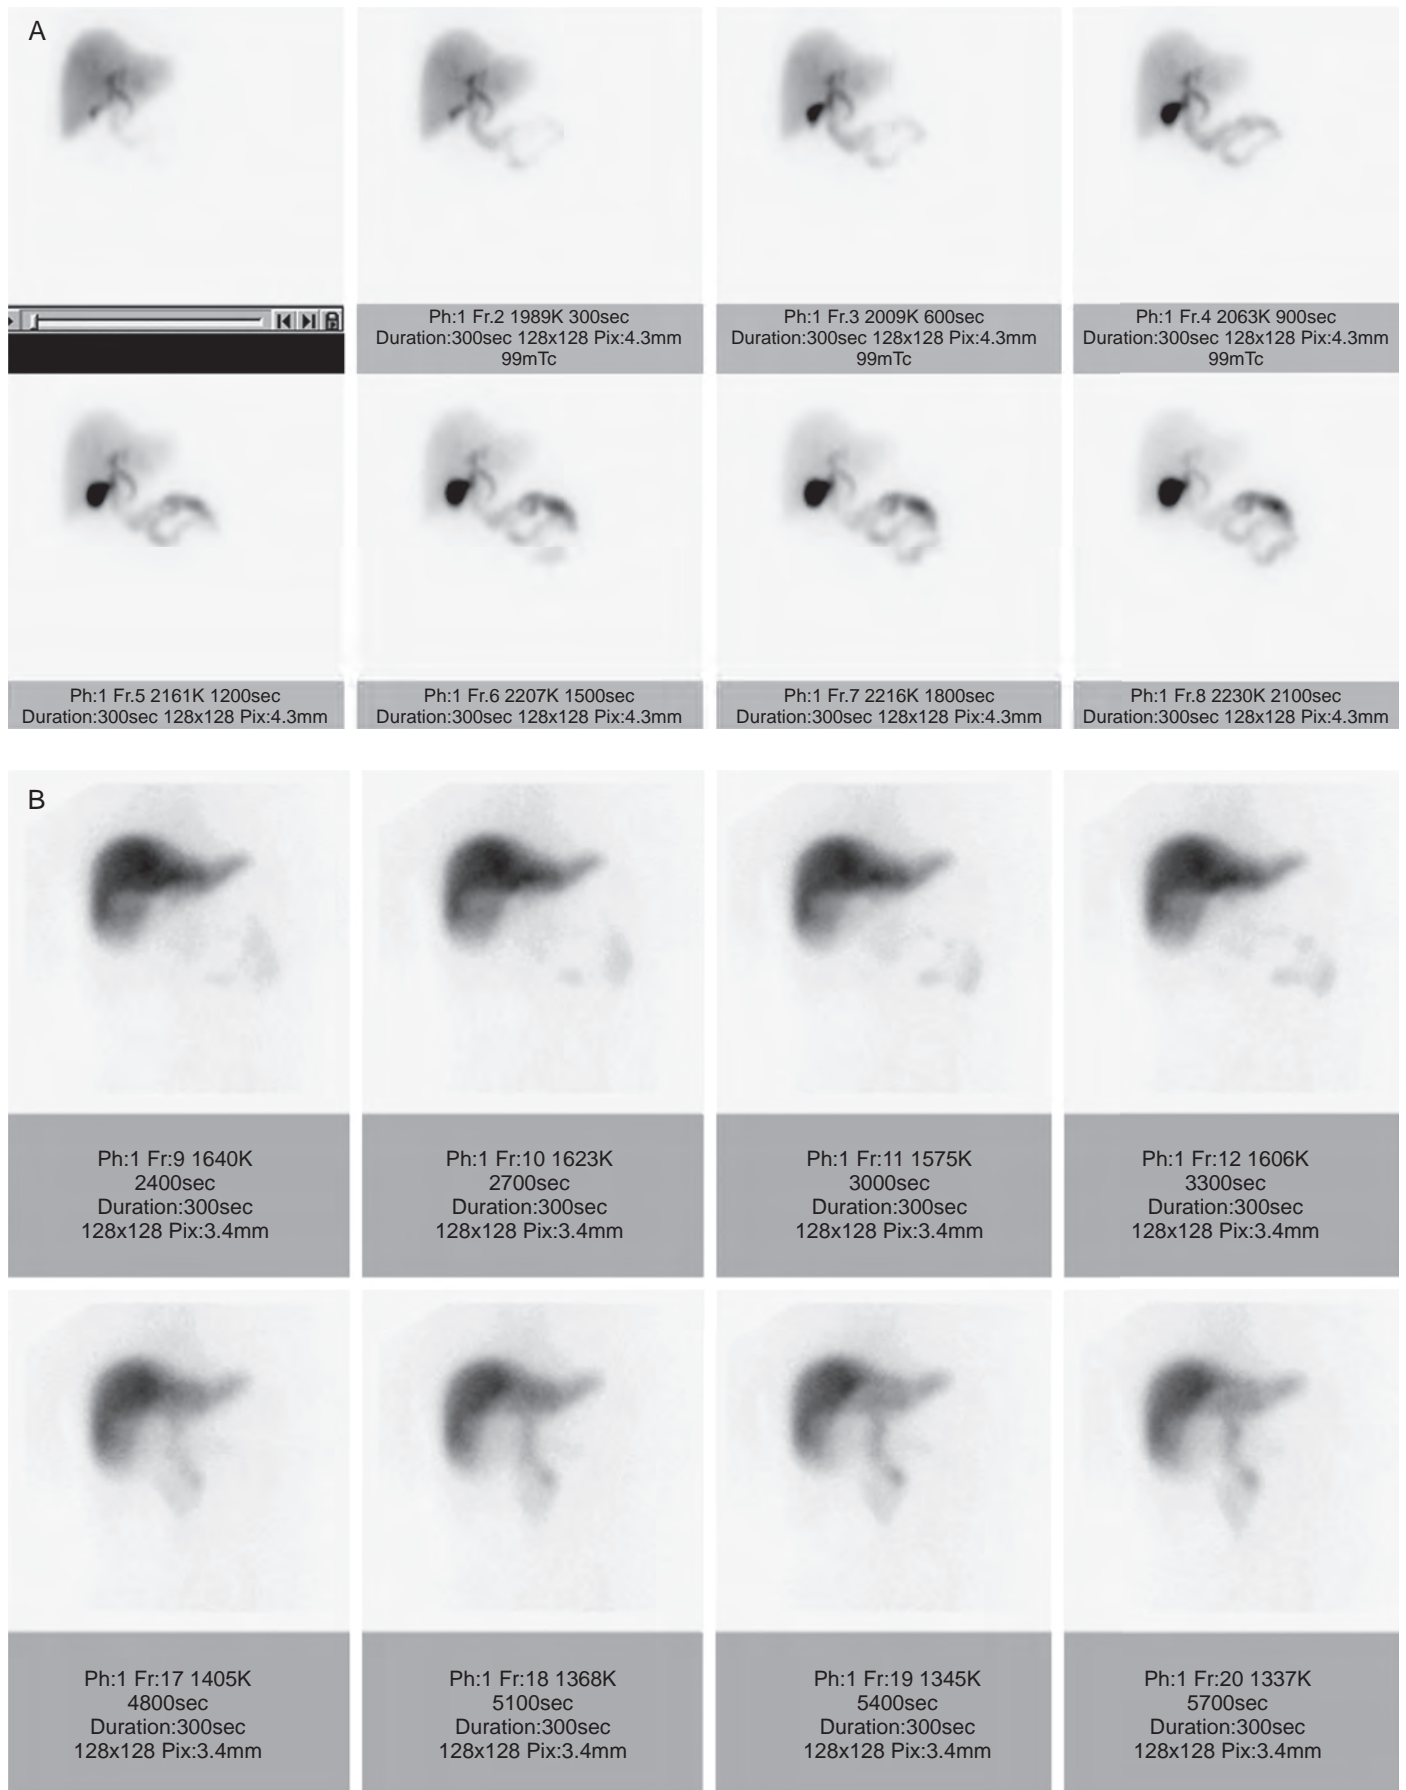 A
Ph:1 Fr.2 1989K 300sec
Duration:300sec 128x128 Pix:4.3mm
99mTc
Ph:1 Fr.3 2009K 600sec
Duration:300sec 128x128 Pix:4.3mm
99mTc
Ph:1 Fr.4 2063K 900sec
Duration:300sec 128x128 Pix:4.3mm
99mTc
Ph:1 Fr.5 2161K 1200sec
Duration:300sec 128x128 Pix:4.3mm
Ph:1 Fr.6 2207K 1500sec
Duration:300sec 128x128 Pix:4.3mm
Ph:1 Fr.7 2216K 1800sec
Duration:300sec 128x128 Pix:4.3mm
Ph:1 Fr.8 2230K 2100sec
Duration:300sec 128x128 Pix:4.3mm
B
Ph:1 Fr:9 1640K
2400sec
Duration:300sec
128x128 Pix:3.4mm
Ph:1 Fr:10 1623K
2700sec
Duration:300sec
128x128 Pix:3.4mm
Ph:1 Fr:11 1575K
3000sec
Duration:300sec
128x128 Pix:3.4mm
Ph:1 Fr:12 1606K
3300sec
Duration:300sec
128x128 Pix:3.4mm
Ph:1 Fr:17 1405K
4800sec
Duration:300sec
128x128 Pix:3.4mm
Ph:1 Fr:18 1368K
5100sec
Duration:300sec
128x128 Pix:3.4mm
Ph:1 Fr:19 1345K
5400sec
Duration:300sec
128x128 Pix:3.4mm
Ph:1 Fr:20 1337K
5700sec
Duration:300sec
128x128 Pix:3.4mm